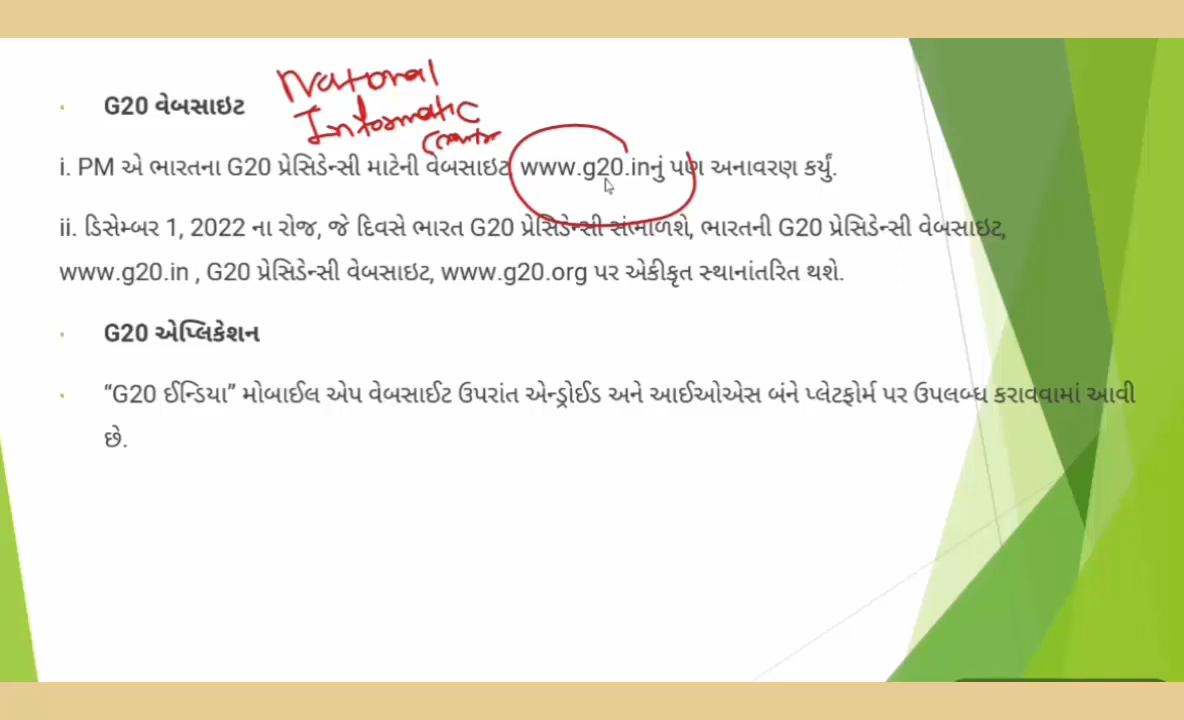 G20 વેબસાઇટ
National
Informatic
Center
i. PM એ ભારતના G20 પ્રેસિડેન્સી માટેની વેબસાઇટ www.g20.inનું પણ અનાવરણ કર્યું.
ii. ડિસેમ્બર 1, 2022 ના રોજ, જે દિવસે ભારત G20 પ્રેસિડેન્સી સંભાળશે, ભારતની G20 પ્રેસિડેન્સી વેબસાઇટ,
www.g20.in , G20 પ્રેસિડેન્સી વેબસાઇટ, www.g20.org પર એકીકૃત સ્થાનાંતરિત થશે.
G20 એપ્લિકેશન
“G20 ઈન્ડિયા” મોબાઈલ એપ વેબસાઈટ ઉપરાંત એન્ડ્રોઈડ અને આઈઓએસ બંને પ્લેટફોર્મ પર ઉપલબ્ધ કરાવવામાં આવી
છે.